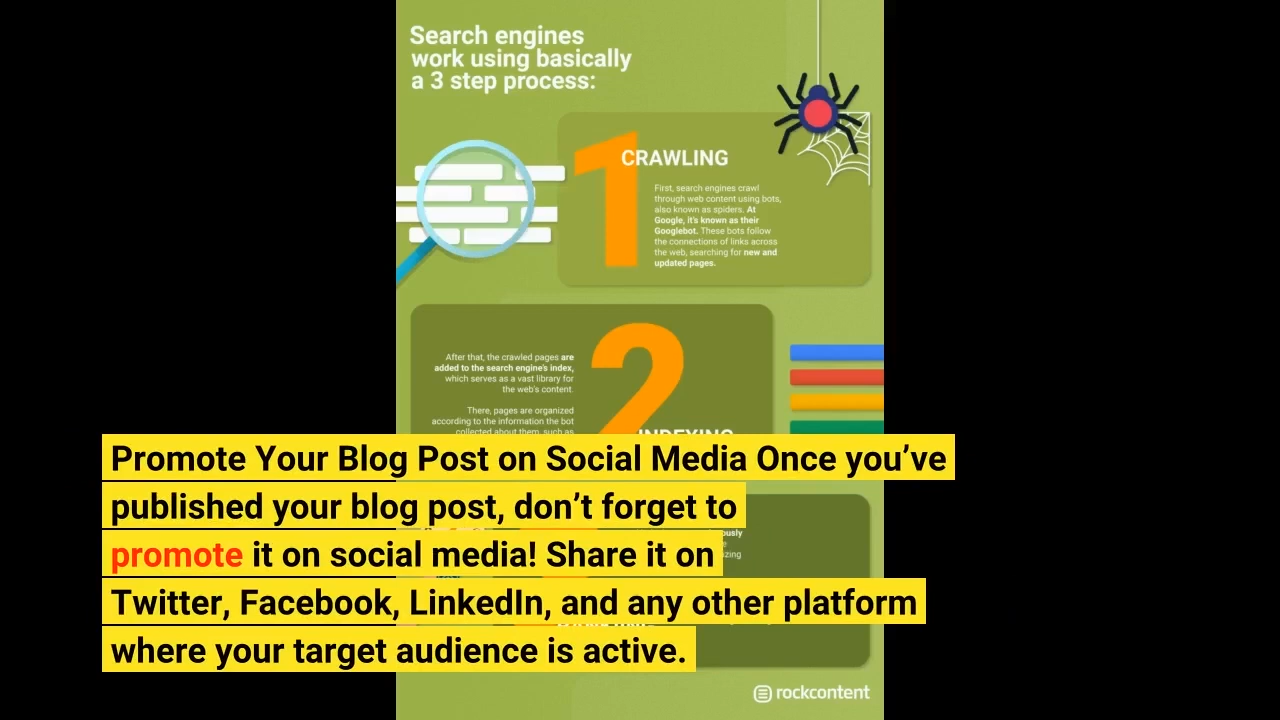 Search engines
work using basically
a 3 step process:
1
CRAWLING
First, search engines crawl
through web content using bots,
also known as spiders. At
Google, it's known as their
Googlebot. These bots follow
the connections of links across
the web, searching for new and
updated pages.
2
After that, the crawled pages are
added to the search engine's index,
which serves as a vast library for
the web's content.
There, pages are organized
according to the information the bot
collected about them, such as
INDEXING
Promote Your Blog Post on Social Media Once you’ve
published your blog post, don’t forget to
promote it on social media! Share it on
Twitter, Facebook, LinkedIn, and any other platform
where your target audience is active.
rockcontent